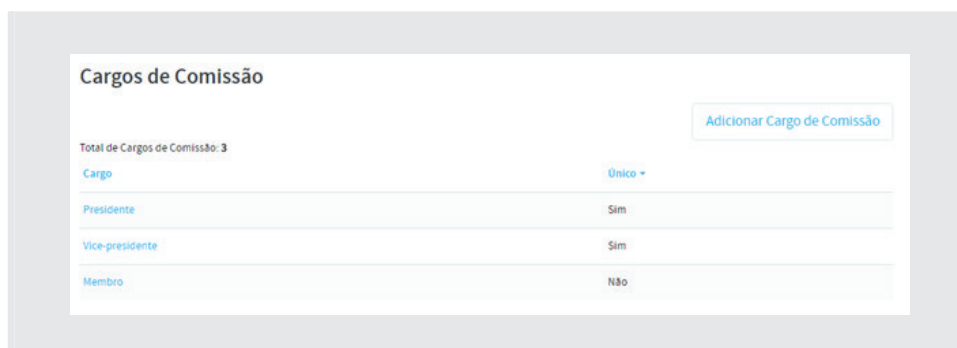 Cargos de Comissão
Adicionar Cargo de Comissão
Total de Cargos de Comissão: 3
Cargo Único
Presidente Sim
Vice-presidente Sim
Membro Não